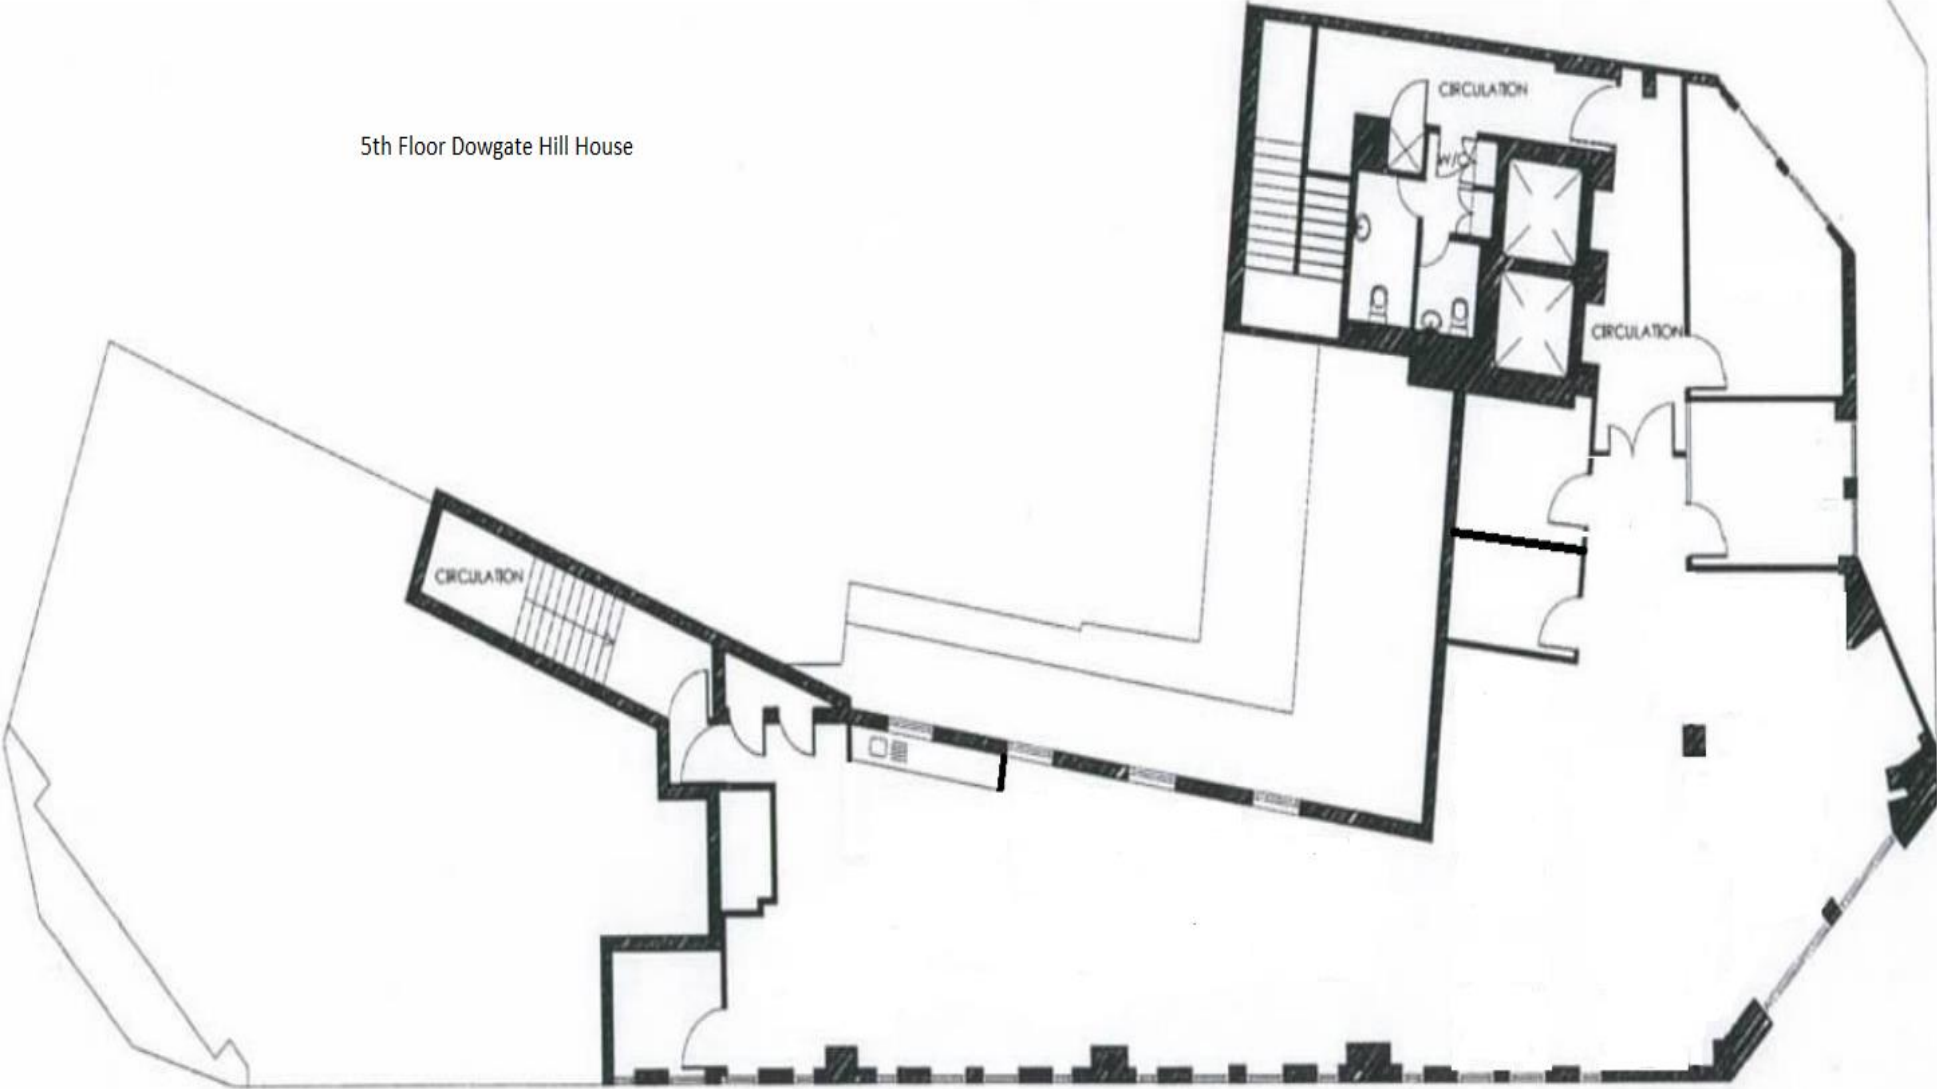 5th Floor Dowgate Hill House
CIRCULATION
W/C
CIRCULATION
CIRCULATION